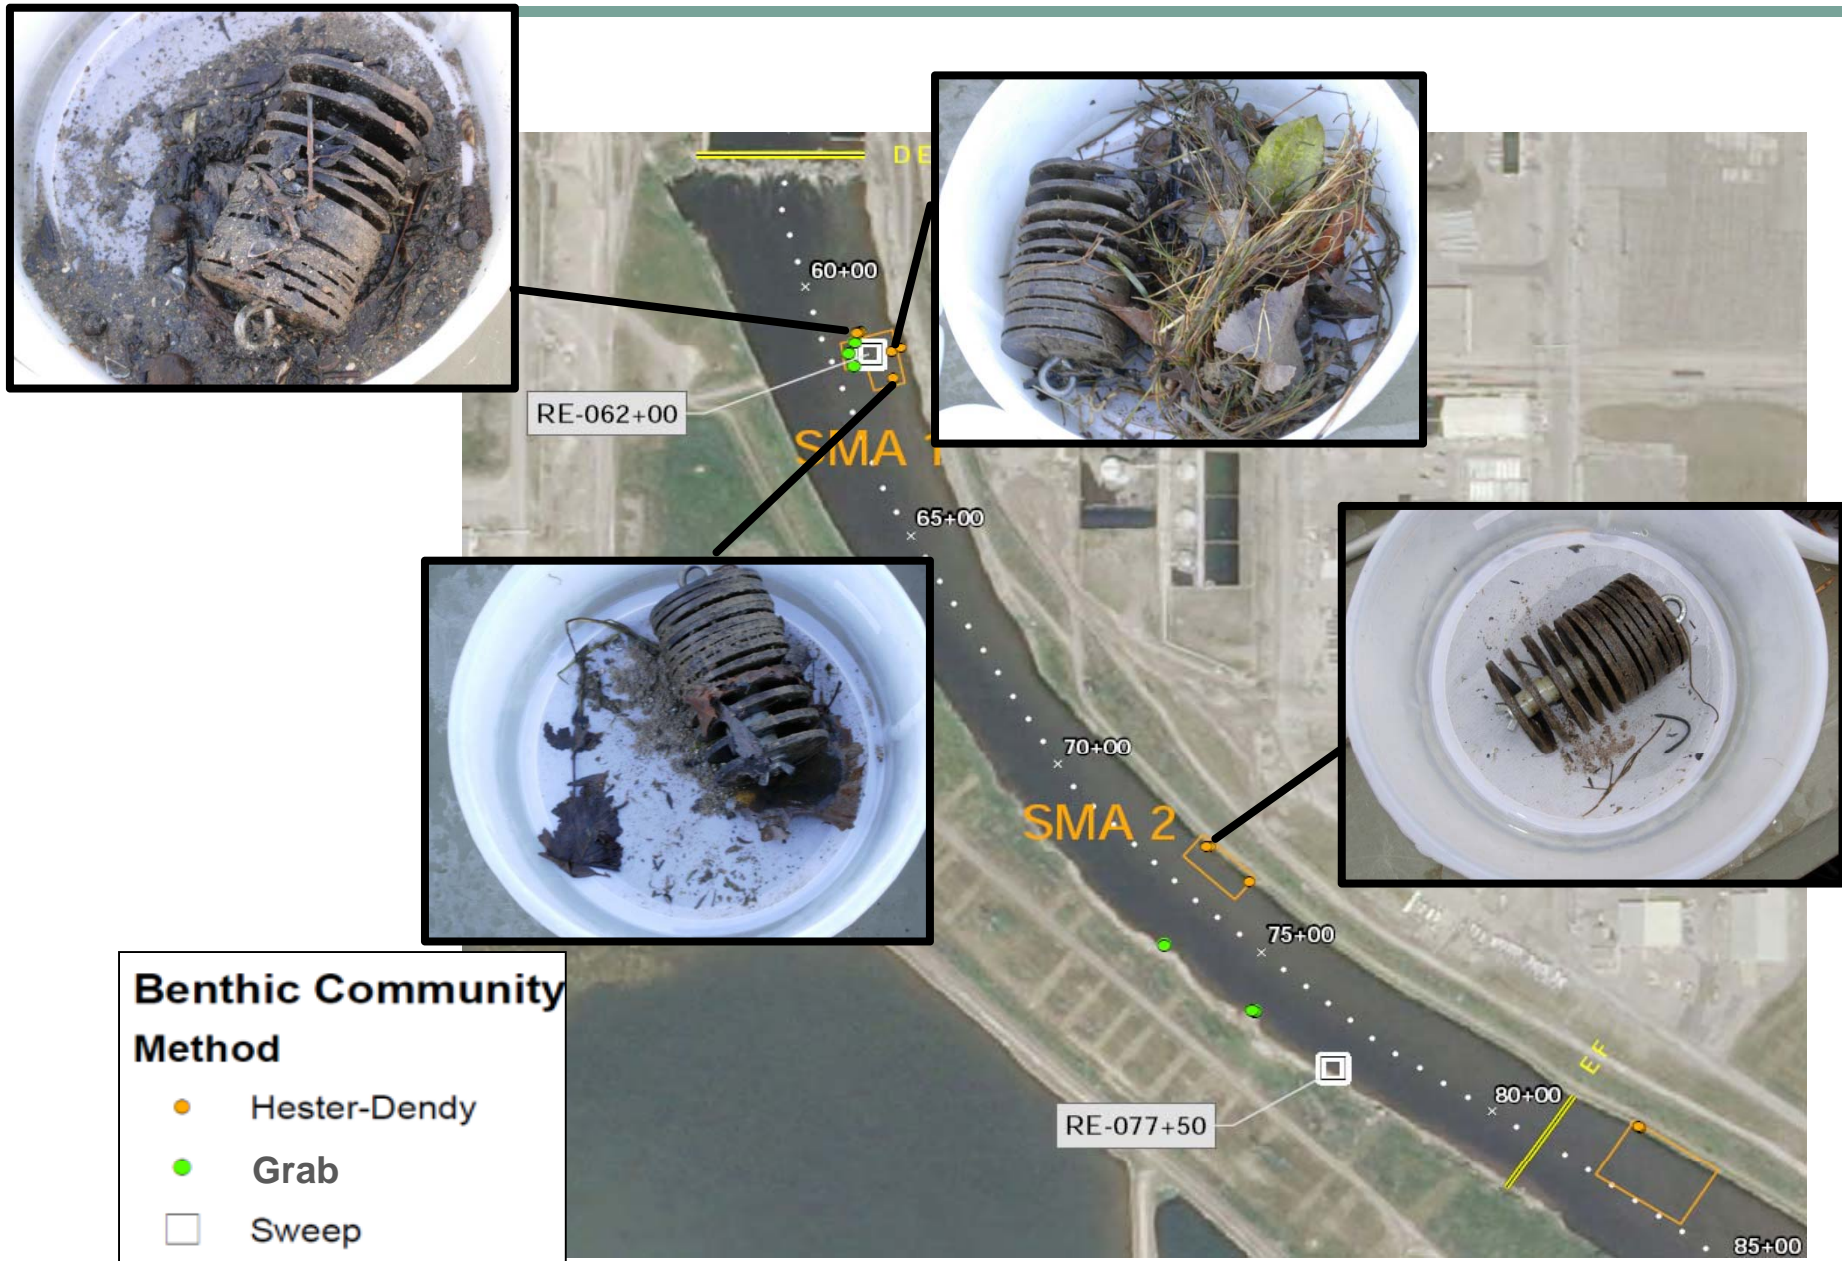 DE
60+00
RE-062+00
SMA 1
65+00
70+00
SMA 2
75+00
80+00
EF
RE-077+50
85+00
Benthic Community
Method
Hester-Dendy
Grab
Sweep